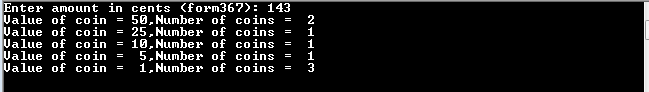 Enter amount in cents (form367): 143
Value of coin = 50,Number of coins =  2
Value of coin = 25,Number of coins =  1
Value of coin = 10,Number of coins =  1
Value of coin =  5,Number of coins =  1
Value of coin =  1,Number of coins =  3